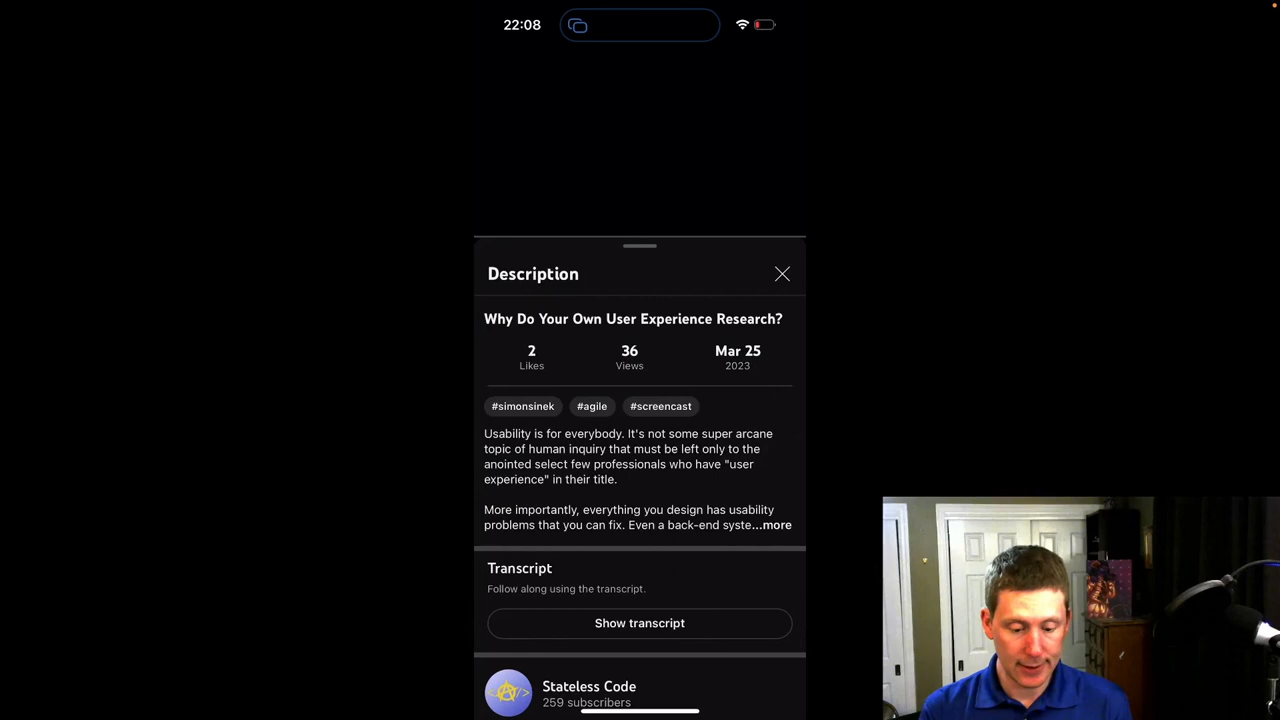 22:08
Description
Why Do Your Own User Experience Research?
2
Likes
36
Views
Mar 25
2023
#simonsinek
#agile
#screencast
Usability is for everybody. It's not some super arcane
topic of human inquiry that must be left only to the
anointed select few professionals who have "user
experience" in their title.
More importantly, everything you design has usability
problems that you can fix. Even a back-end syste...more
Transcript
Follow along using the transcript.
Show transcript
Stateless Code
259 subscribers